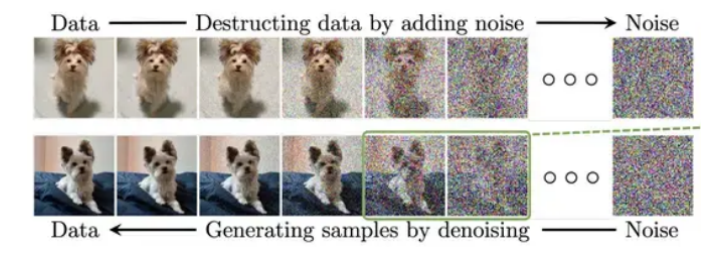 Data Destructing data by adding noise Noise
Data Generating samples by denoising Noise